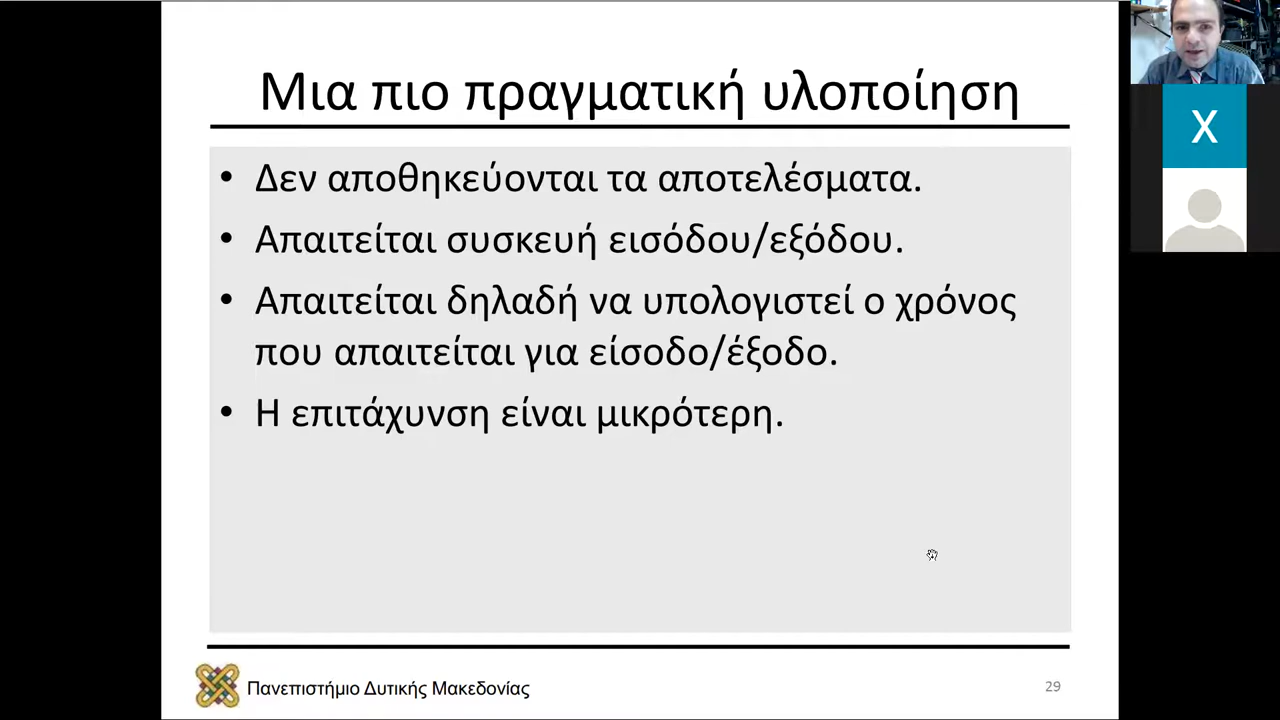 Μια πιο πραγματική υλοποίηση
• Δεν αποθηκεύονται τα αποτελέσματα.
• Απαιτείται συσκευή εισόδου/εξόδου.
• Απαιτείται δηλαδή να υπολογιστεί ο χρόνος
που απαιτείται για είσοδο/έξοδο.
• Η επιτάχυνση είναι μικρότερη.
Πανεπιστήμιο Δυτικής Μακεδονίας
29
X